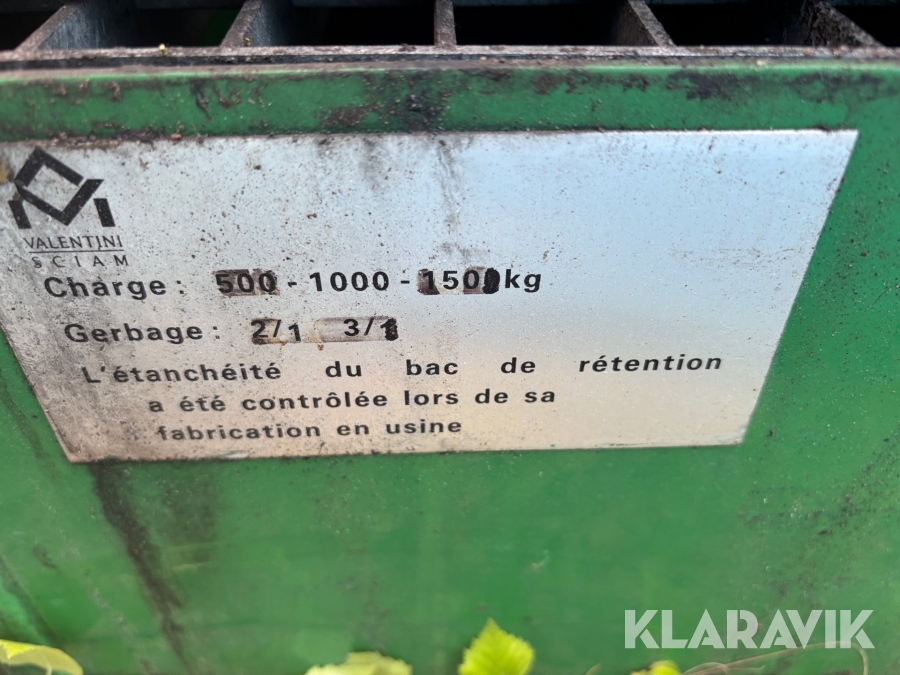 VALENTINI
SCIAM
Charge: 500 - 1000 - 1500 kg
Gerbage: 2/1 3/1
L'étanchéité du bac de rétention
a été contrôlée lors de sa
fabrication en usine
KLARAVIK